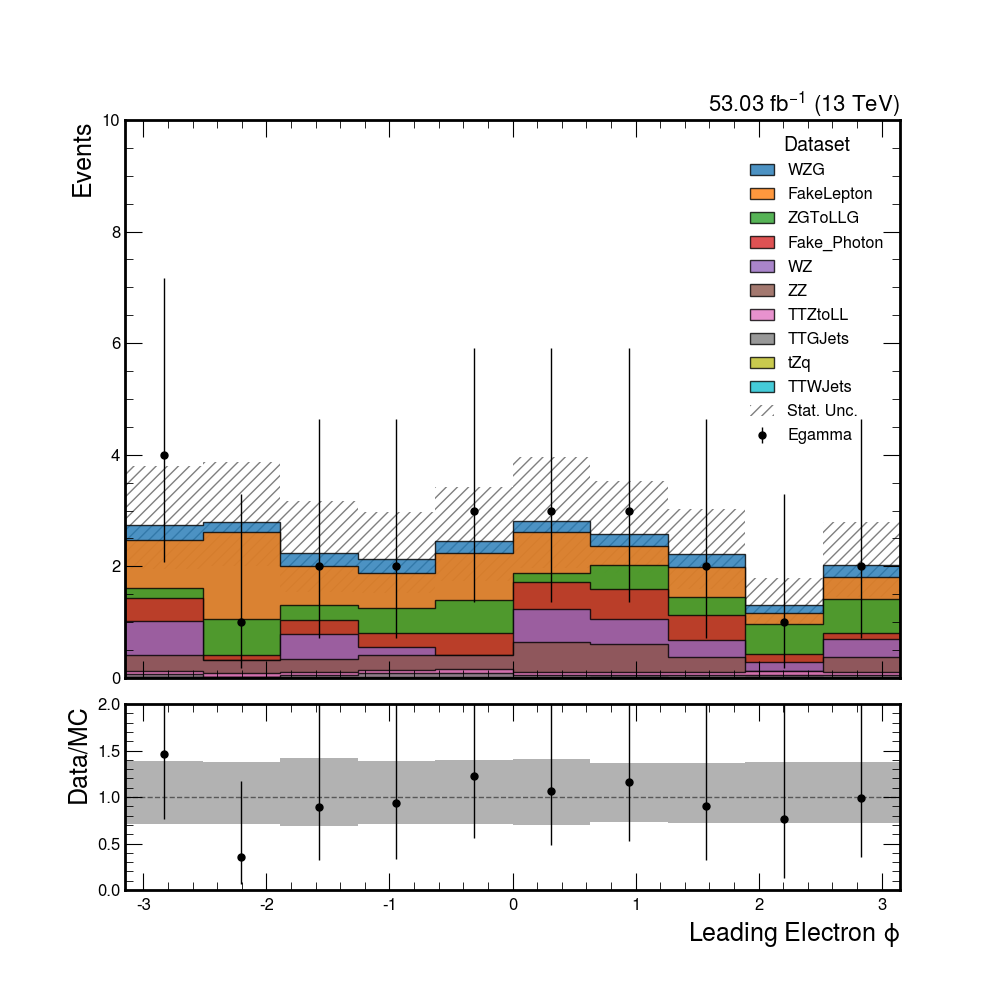 53.03 fb⁻¹ (13 TeV)
Events
10
8
6
4
2
0
Dataset
WZG
FakeLepton
ZGToLLG
Fake_Photon
WZ
ZZ
TTZtoLL
TTGJets
tZq
TTWJets
Stat. Unc.
Egamma
Data/MC
2.0
1.5
1.0
0.5
0.0
-3 -2 -1 0 1 2 3
Leading Electron ϕ